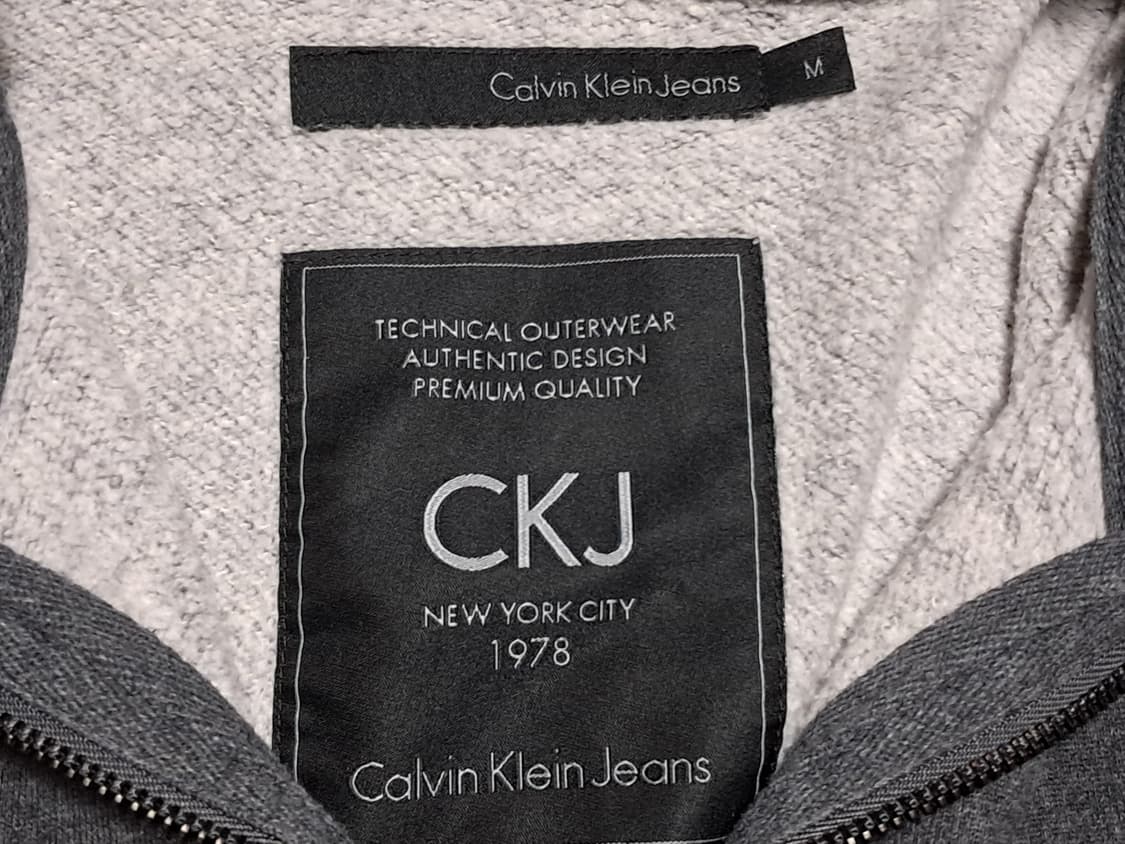 Calvin Klein Jeans
M
TECHNICAL OUTERWEAR
AUTHENTIC DESIGN
PREMIUM QUALITY
CKJ
NEW YORK CITY
1978
Calvin Klein Jeans